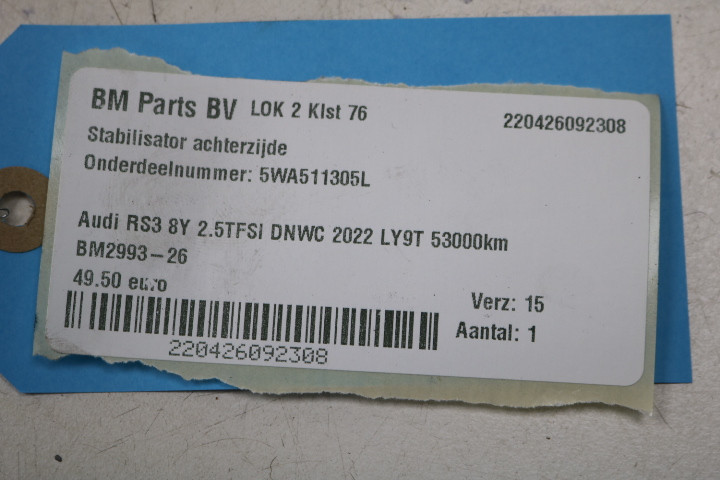 BM Parts BV LOK 2 Klst 76 220426092308
Stabilisator achterzijde
Onderdeelnummer: 5WA511305L
Audi RS3 8Y 2.5TFSI DNWC 2022 LY9T 53000km
BM2993-26
49.50 euro
Verz: 15
Aantal: 1
220426092308